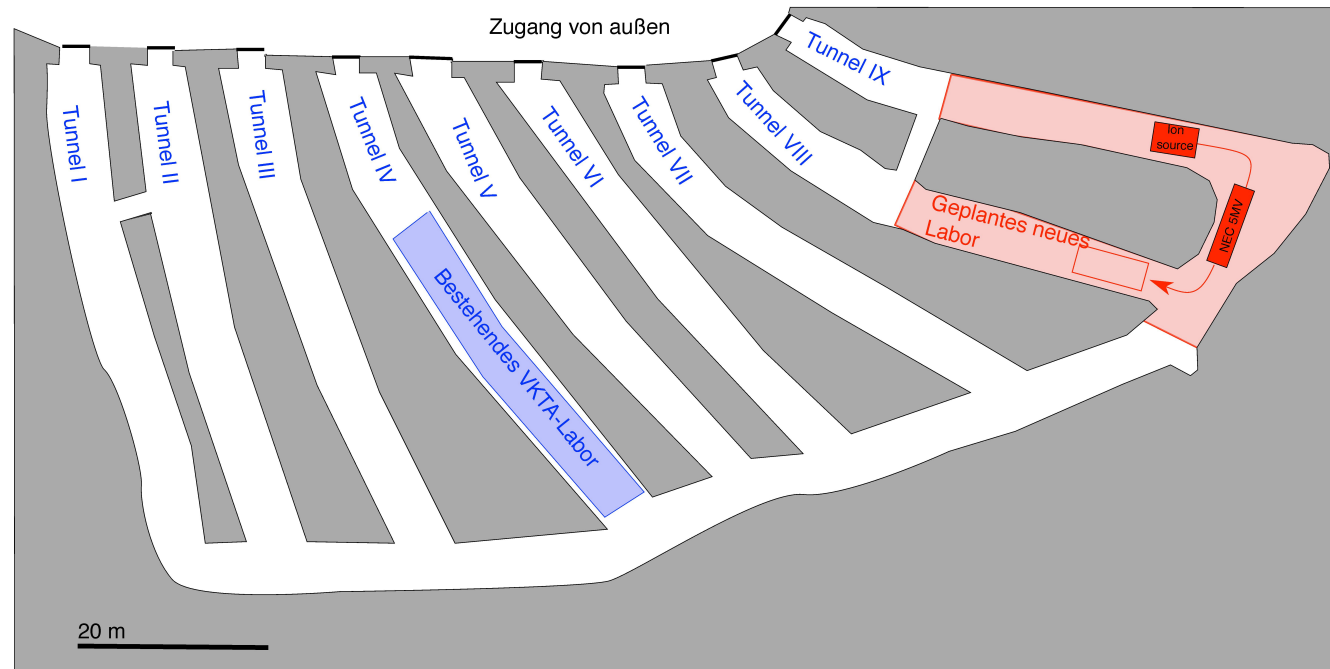 Zugang von außen
Tunnel I
Tunnel II
Tunnel III
Tunnel IV
Tunnel V
Tunnel VI
Tunnel VII
Tunnel VIII
Tunnel IX
Ion
source
NEC 5MV
Geplantes neues
Labor
Bestehendes VKTA-Labor
20 m